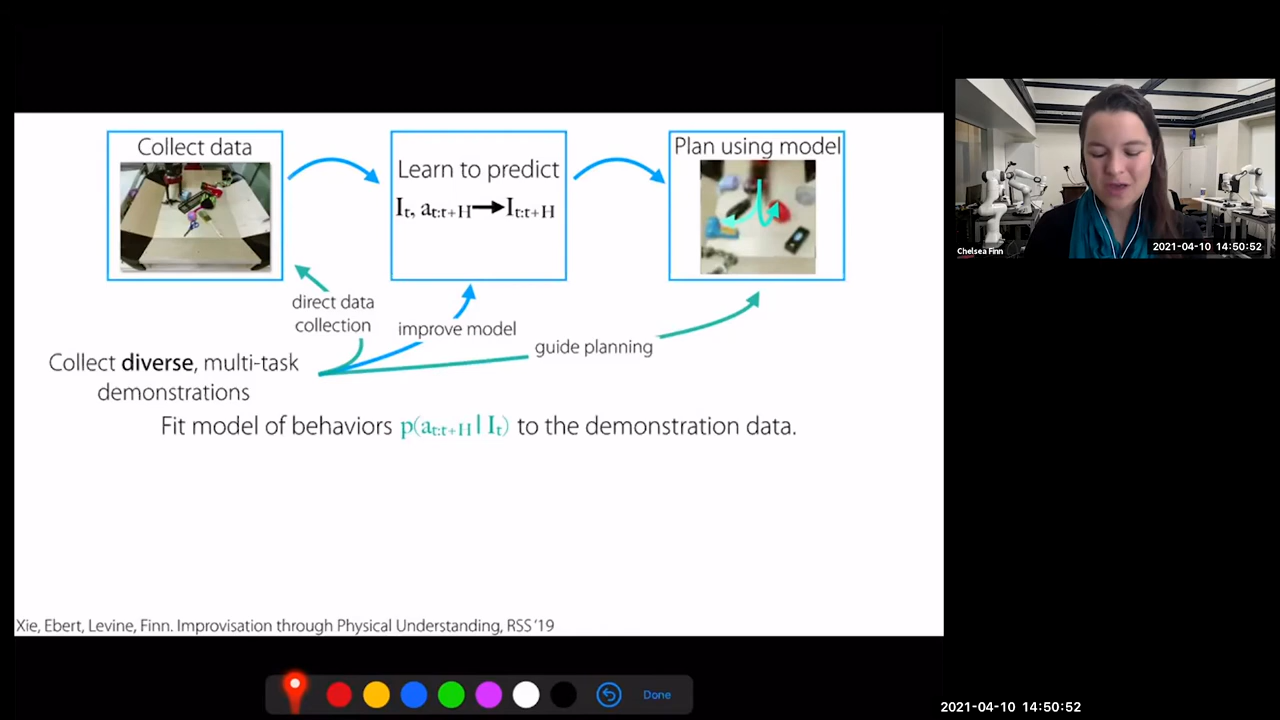 Collect data
Learn to predict
Iₜ, aₜ:ₜ₊H→Iₜ:ₜ₊H
Plan using model
direct data
collection
improve model
guide planning
Collect diverse, multi-task
demonstrations
Fit model of behaviors p(aₜ:ₜ₊H | Iₜ) to the demonstration data.
Xie, Ebert, Levine, Finn. Improvisation through Physical Understanding, RSS '19
Done
Chelsea Finn
2021-04-10 14:50:52
2021-04-10 14:50:52